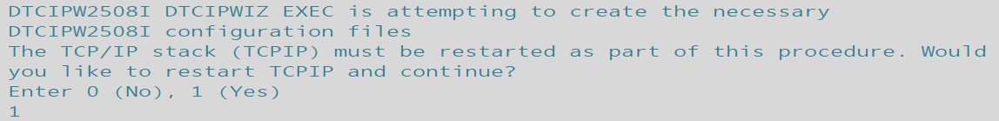 DTCIPW2508I DTCIPWIZ EXEC is attempting to create the necessary
DTCIPW2508I configuration files
The TCP/IP stack (TCPIP) must be restarted as part of this procedure. Would
you like to restart TCPIP and continue?
Enter 0 (No), 1 (Yes)
1